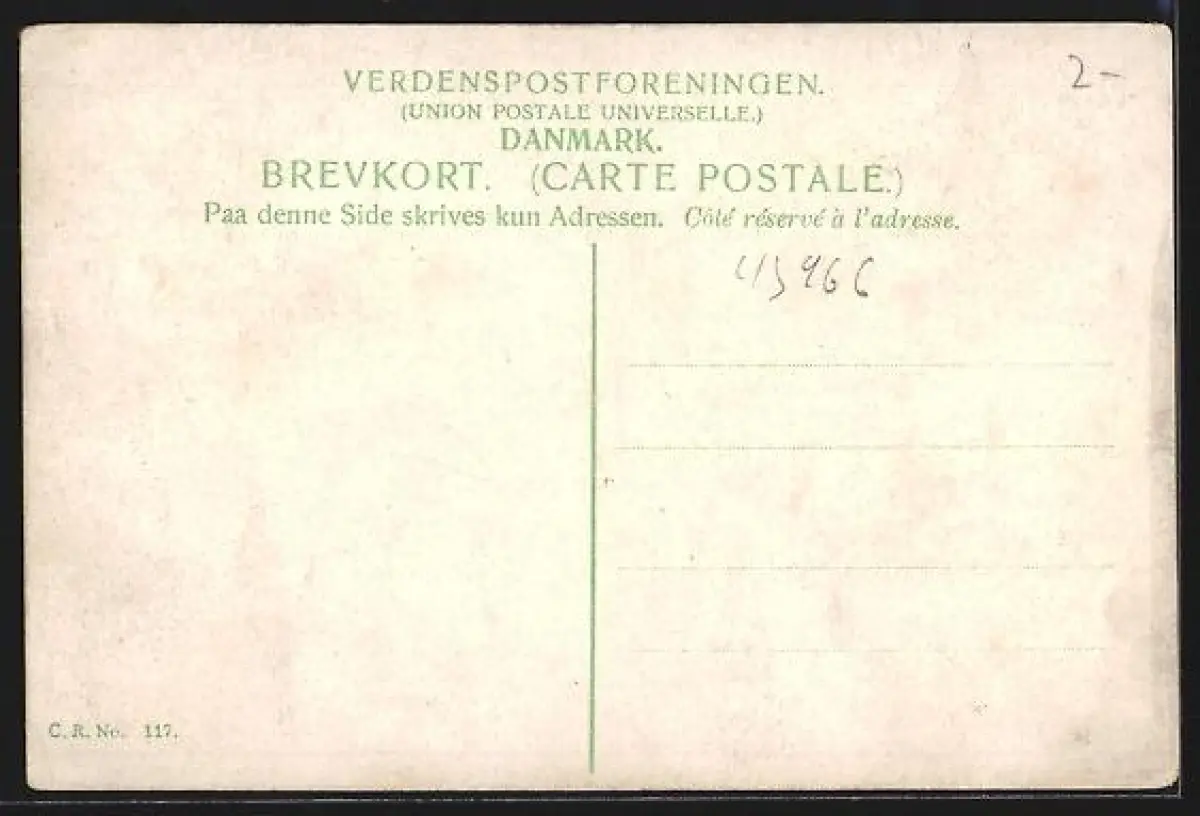 2-
VERDENSPOSTFORENINGEN.
(UNION POSTALE UNIVERSELLE.)
DANMARK.
BREVKORT. (CARTE POSTALE.)
Paa denne Side skrives kun Adressen. Côté réservé à l'adresse.
C. R. No. 117.